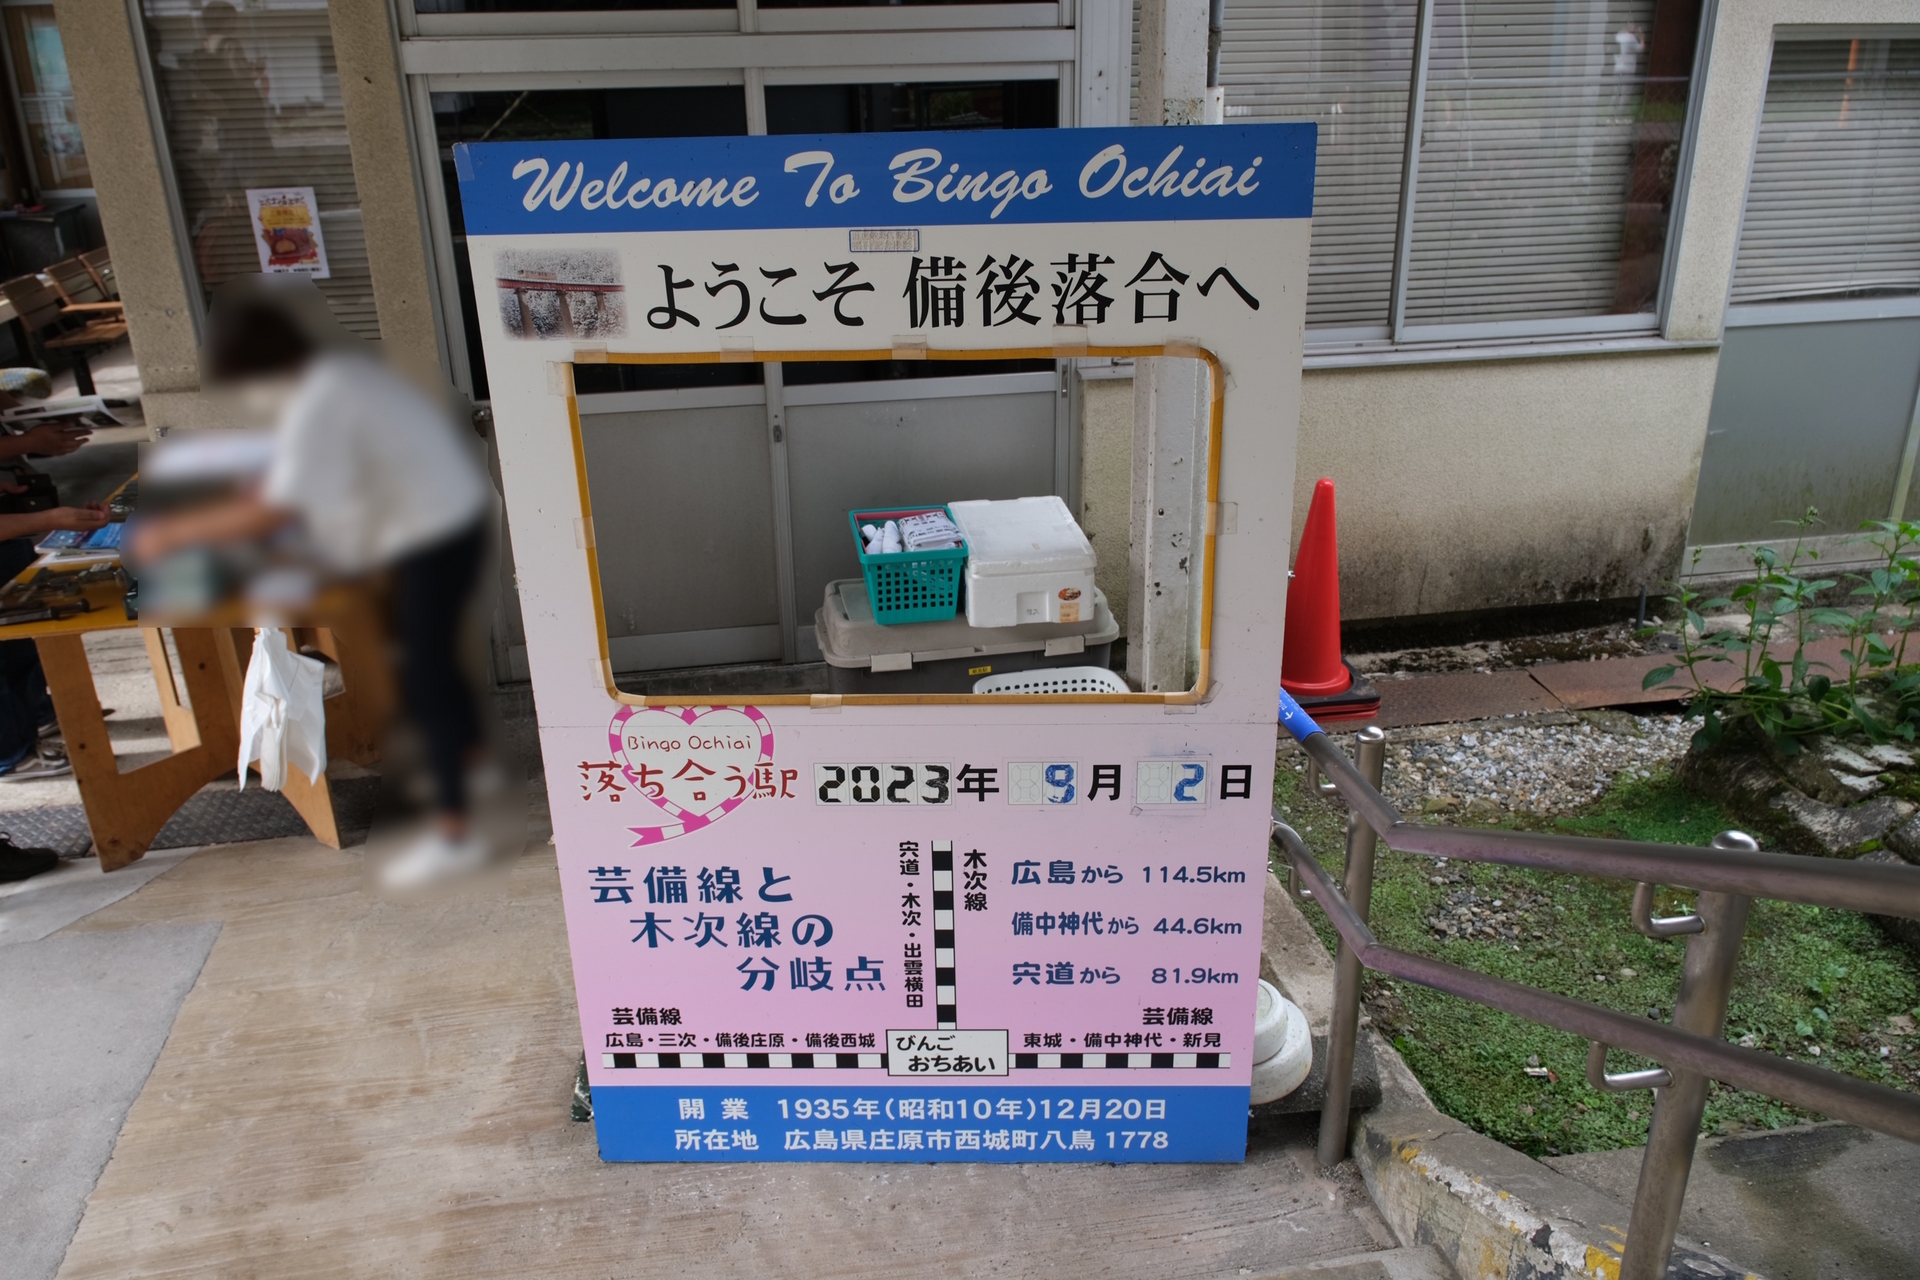 Welcome To Bingo Ochiai
ようこそ 備後落合へ
Bingo Ochiai
落ち合う駅 2023年 9月 2日
芸備線と
木次線の
分岐点
宍道・木次・出雲横田
木次線
広島から 114.5km
備中神代から 44.6km
宍道から 81.9km
芸備線
広島・三次・備後庄原・備後西城
びんご
おちあい
芸備線
東城・備中神代・新見
開業 1935年(昭和10年)12月20日
所在地 広島県庄原市西城町八鳥 1778